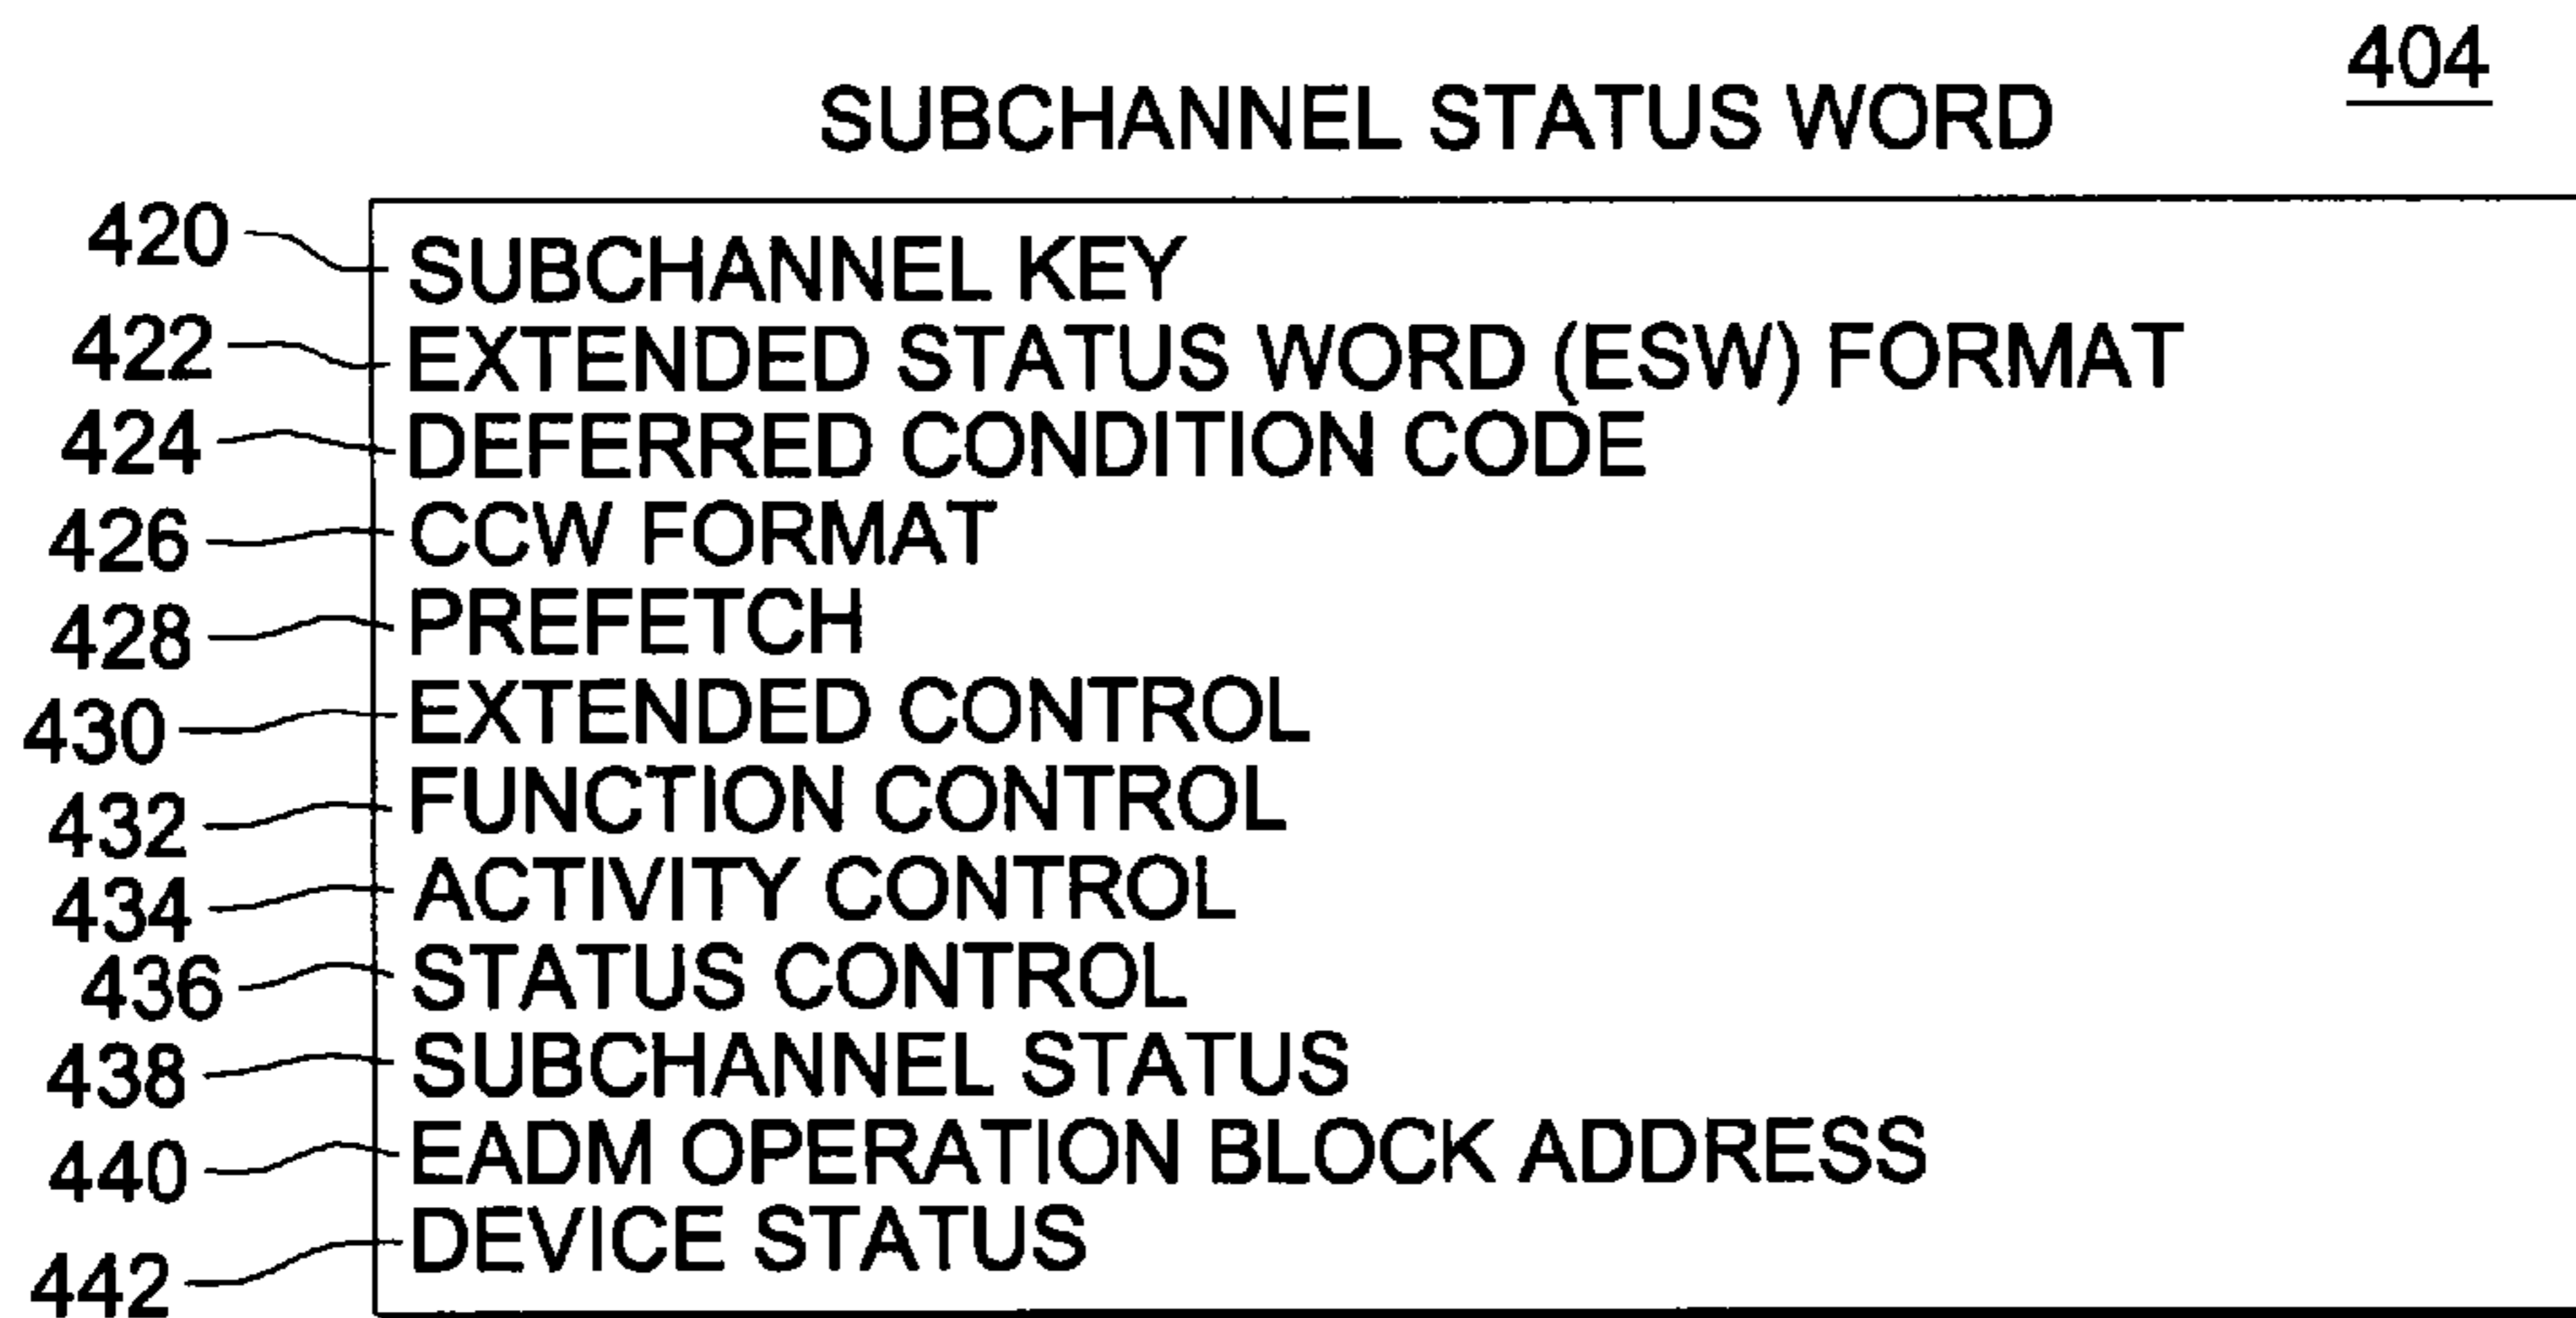 404
SUBCHANNEL STATUS WORD
420 SUBCHANNEL KEY
422 EXTENDED STATUS WORD (ESW) FORMAT
424 DEFERRED CONDITION CODE
426 CCW FORMAT
428 PREFETCH
430 EXTENDED CONTROL
432 FUNCTION CONTROL
434 ACTIVITY CONTROL
436 STATUS CONTROL
438 SUBCHANNEL STATUS
440 EADM OPERATION BLOCK ADDRESS
442 DEVICE STATUS